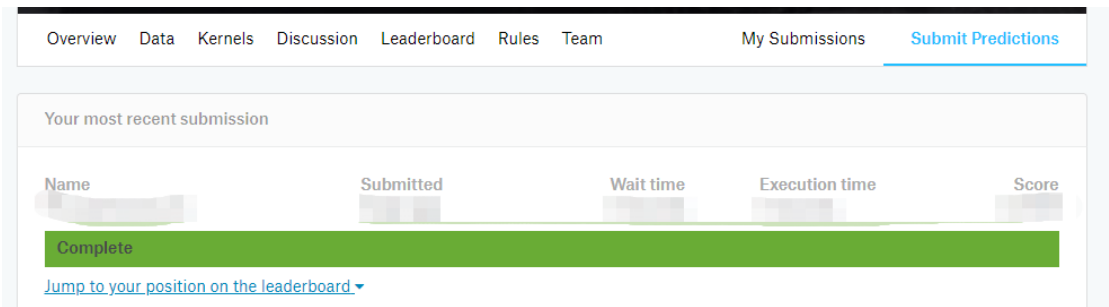 Overview Data Kernels Discussion Leaderboard Rules Team My Submissions Submit Predictions
Your most recent submission
Name Submitted Wait time Execution time Score
Complete
Jump to your position on the leaderboard